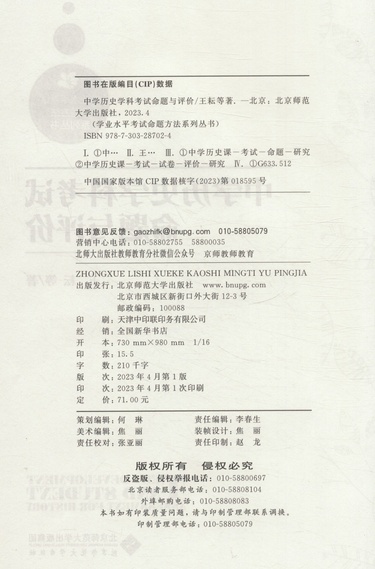 图书在版编目(CIP)数据
中学历史学科考试命题与评价/王耘等著.—北京:北京师范
大学出版社,2023.4
(学业水平考试命题方法系列丛书)
ISBN 978-7-303-28702-4
Ⅰ.①中… Ⅱ.王… Ⅲ.①中学历史课-考试-命题-研究
②中学历史课-考试-试卷-评价-研究 Ⅳ.①G633.512
中国国家版本馆CIP数据核字(2023)第018595号
图书意见反馈:gaozhifk@bnupg.com 010-58805079
营销中心电话:010-58802755 58800035
北师大出版社教师教育分社微信公众号 京师教师教育
ZHONGXUE LISHI XUEKE KAOSHI MINGTI YU PINGJIA
出版发行:北京师范大学出版社 www.bnupg.com
北京市西城区新街口外大街12-3号
邮政编码:100088
印 刷:天津中印联印务有限公司
经 销:全国新华书店
开 本:730 mm×980 mm 1/16
印 张:15.5
字 数:210千字
版 次:2023年4月第1版
印 次:2023年4月第1次印刷
定 价:71.00元
策划编辑:何 琳 责任编辑:李春生
美术编辑:焦 丽 装帧设计:焦 丽
责任校对:张亚丽 责任印制:赵 龙
版权所有 侵权必究
反盗版、侵权举报电话:010-58800697
北京读者服务部电话:010-58808104
外埠邮购电话:010-58808083
本书如有印装质量问题,请与印制管理部联系调换。
印制管理部电话:010-58805079